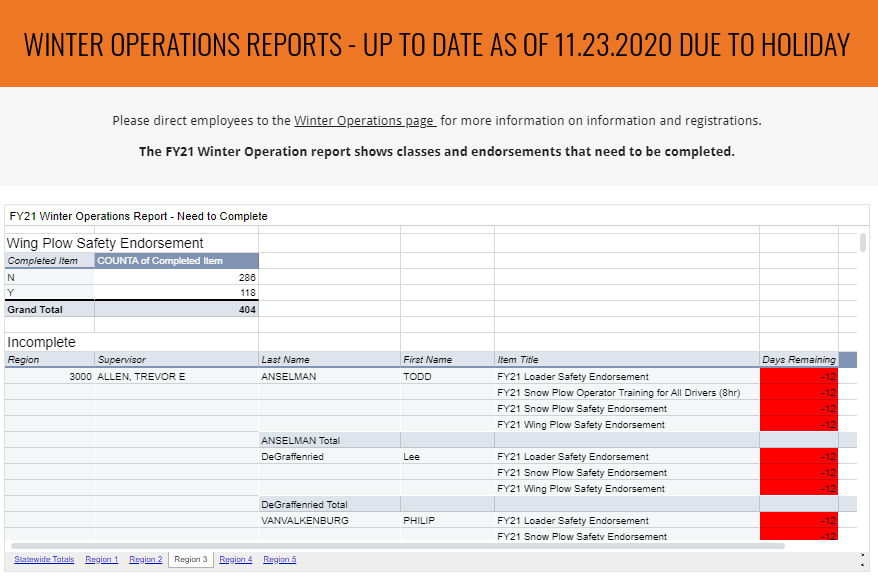 WINTER OPERATIONS REPORTS - UP TO DATE AS OF 11.23.2020 DUE TO HOLIDAY
Please direct employees to the Winter Operations page for more information on information and registrations.
The FY21 Winter Operation report shows classes and endorsements that need to be completed.
FY21 Winter Operations Report - Need to Complete
Wing Plow Safety Endorsement
Completed Item COUNTA of Completed Item
N 286
Y 118
Grand Total 404
Incomplete
Region Supervisor Last Name First Name Item Title Days Remaining
3000 ALLEN, TREVOR E ANSELMAN TODD FY21 Loader Safety Endorsement -12
FY21 Snow Plow Operator Training for All Drivers (8hr) -12
FY21 Snow Plow Safety Endorsement -12
FY21 Wing Plow Safety Endorsement -12
ANSELMAN Total
DeGraffenried Lee FY21 Loader Safety Endorsement -12
FY21 Snow Plow Safety Endorsement -12
FY21 Wing Plow Safety Endorsement -12
DeGraffenried Total
VANVALKENBURG PHILIP FY21 Loader Safety Endorsement -12
FY21 Snow Plow Safety Endorsement -12
Statewide Totals Region 1 Region 2 Region 3 Region 4 Region 5